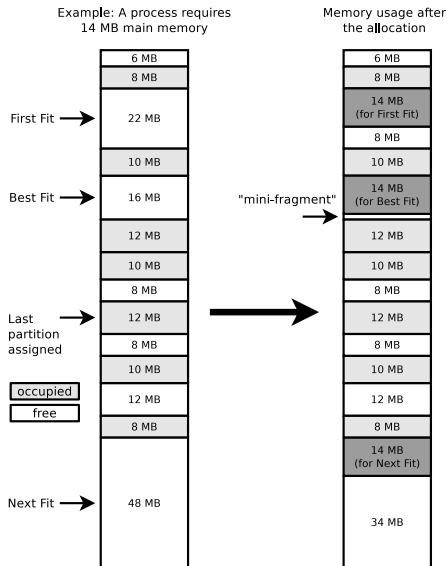 Example: A process requires
14 MB main memory
Memory usage after
the allocation
6 MB
8 MB
First Fit
22 MB
10 MB
Best Fit
16 MB
12 MB
10 MB
8 MB
Last
partition
assigned
12 MB
8 MB
10 MB
occupied
free
12 MB
8 MB
Next Fit
48 MB
6 MB
8 MB
14 MB
(for First Fit)
8 MB
10 MB
14 MB
(for Best Fit)
"mini-fragment"
12 MB
10 MB
8 MB
12 MB
8 MB
10 MB
12 MB
8 MB
14 MB
(for Next Fit)
34 MB